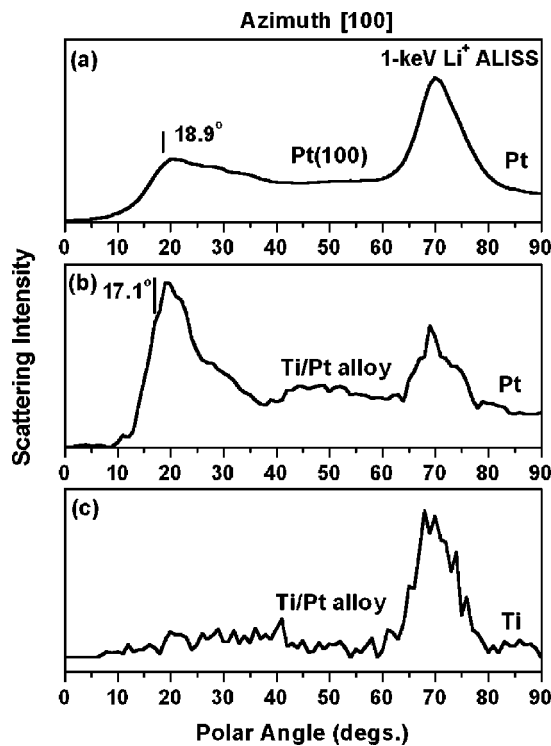 Azimuth [100]
(a)
1-keV Li⁺ ALISS
18.9°
Pt(100)
Pt
0 10 20 30 40 50 60 70 80 90
(b)
17.1°
Ti/Pt alloy
Pt
0 10 20 30 40 50 60 70 80 90
(c)
Ti/Pt alloy
Ti
0 10 20 30 40 50 60 70 80 90
Scattering Intensity
Polar Angle (degs.)